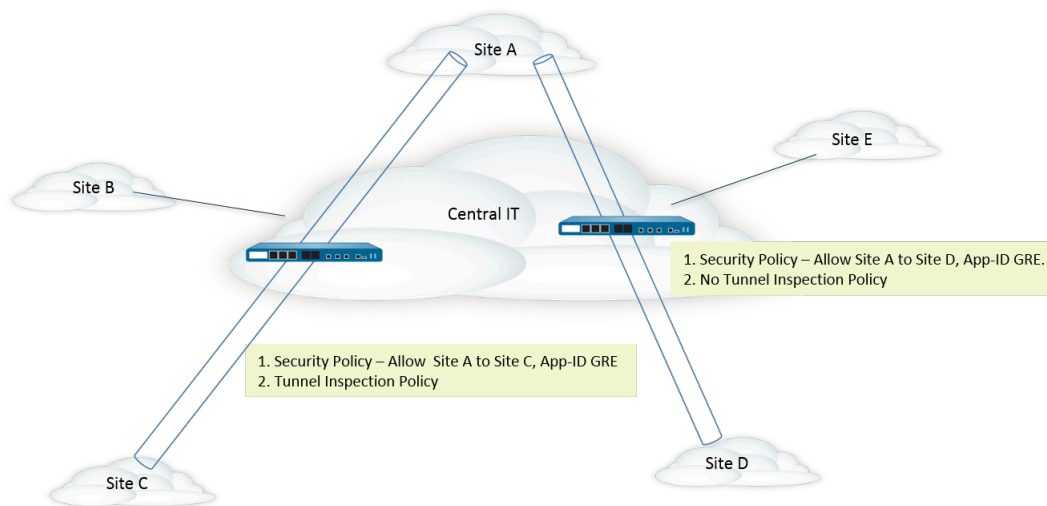 Site A
Site E
Site B
Central IT
1. Security Policy – Allow Site A to Site D, App-ID GRE.
2. No Tunnel Inspection Policy
1. Security Policy – Allow  Site A to Site C, App-ID GRE
2. Tunnel Inspection Policy
Site D
Site C